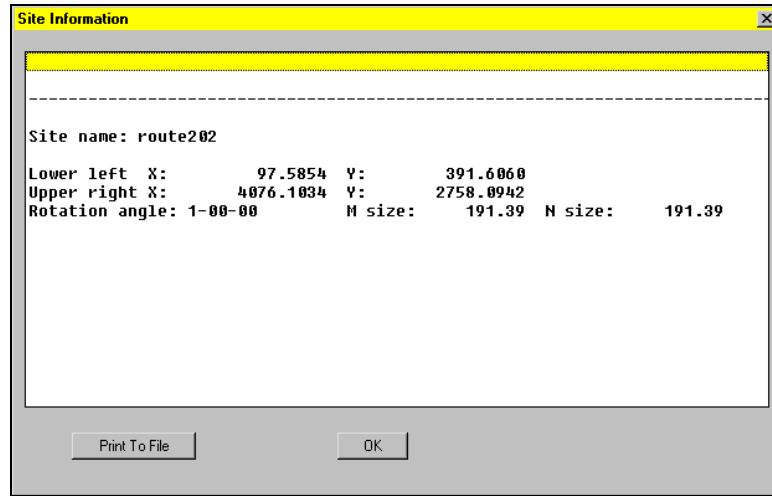 Site Information
--------------------------------------------------------------------------
Site name: route202
Lower left  X:         97.5854  Y:        391.6060
Upper right X:       4076.1034  Y:       2758.0942
Rotation angle: 1-00-00         M size:     191.39  N size:     191.39
Print To File    OK